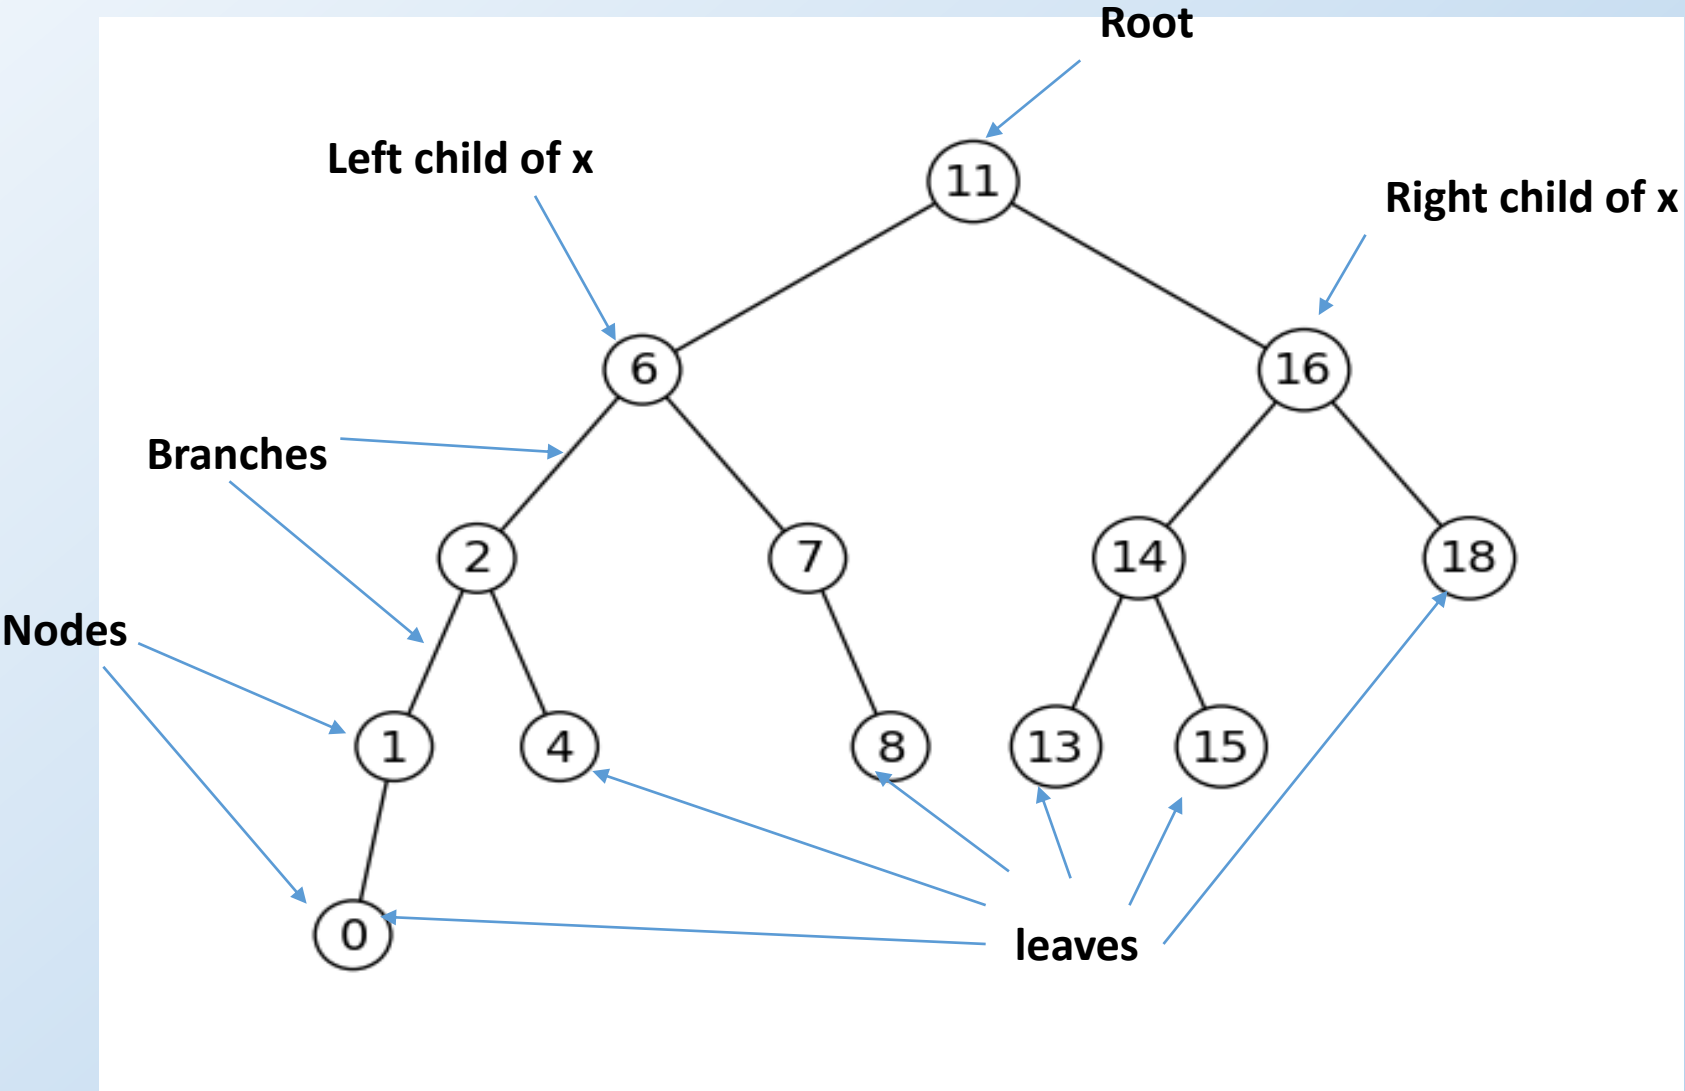 Root
Left child of x
11
Right child of x
6
16
Branches
2
7
14
18
Nodes
1
4
8
13
15
0
leaves